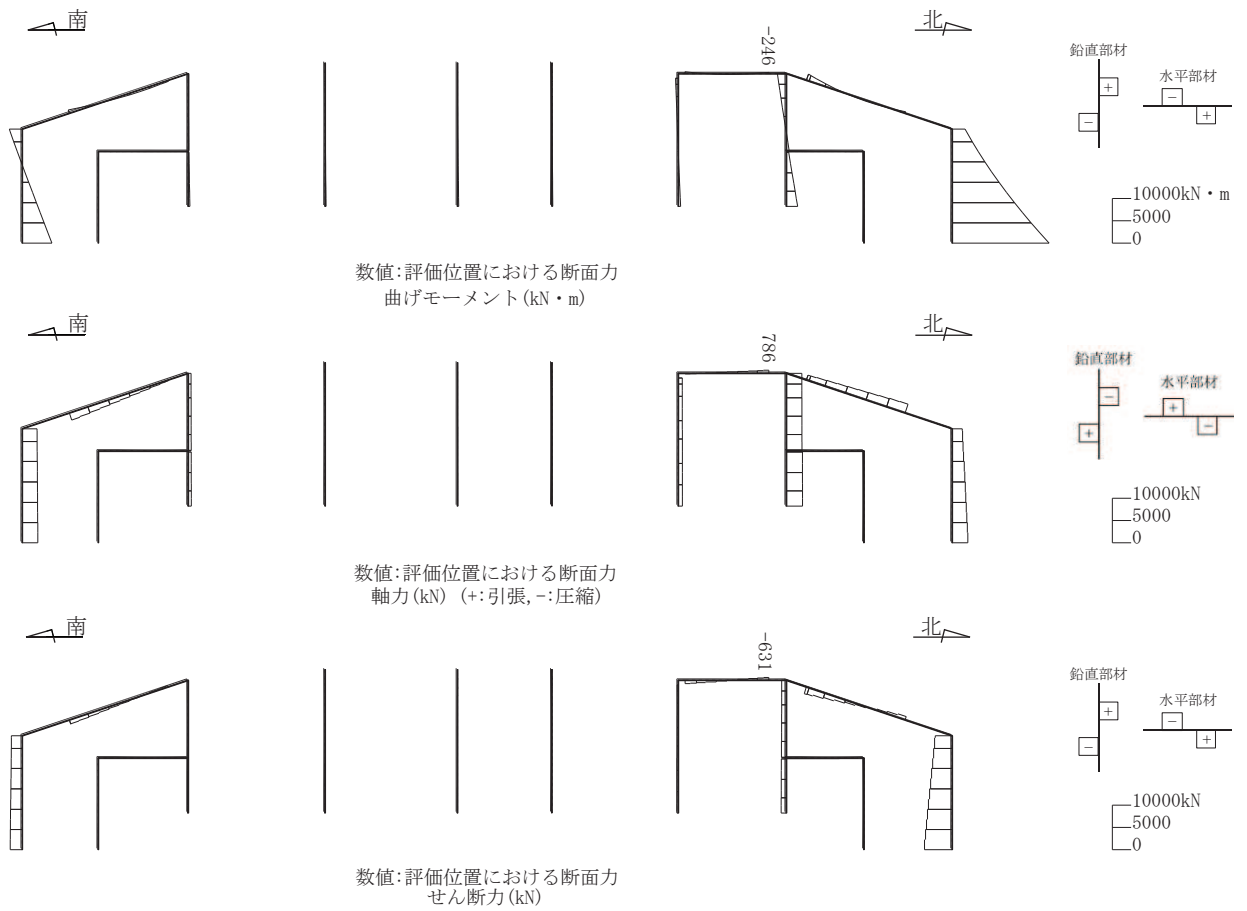 南
北
-246
鉛直部材
+
-
水平部材
-
+
10000kN・m
5000
0
数値:評価位置における断面力
曲げモーメント(kN・m)
南
北
786
鉛直部材
-
+
水平部材
+
-
10000kN
5000
0
数値:評価位置における断面力
軸力(kN) (+:引張,-:圧縮)
南
北
-631
鉛直部材
+
-
水平部材
-
+
10000kN
5000
0
数値:評価位置における断面力
せん断力(kN)